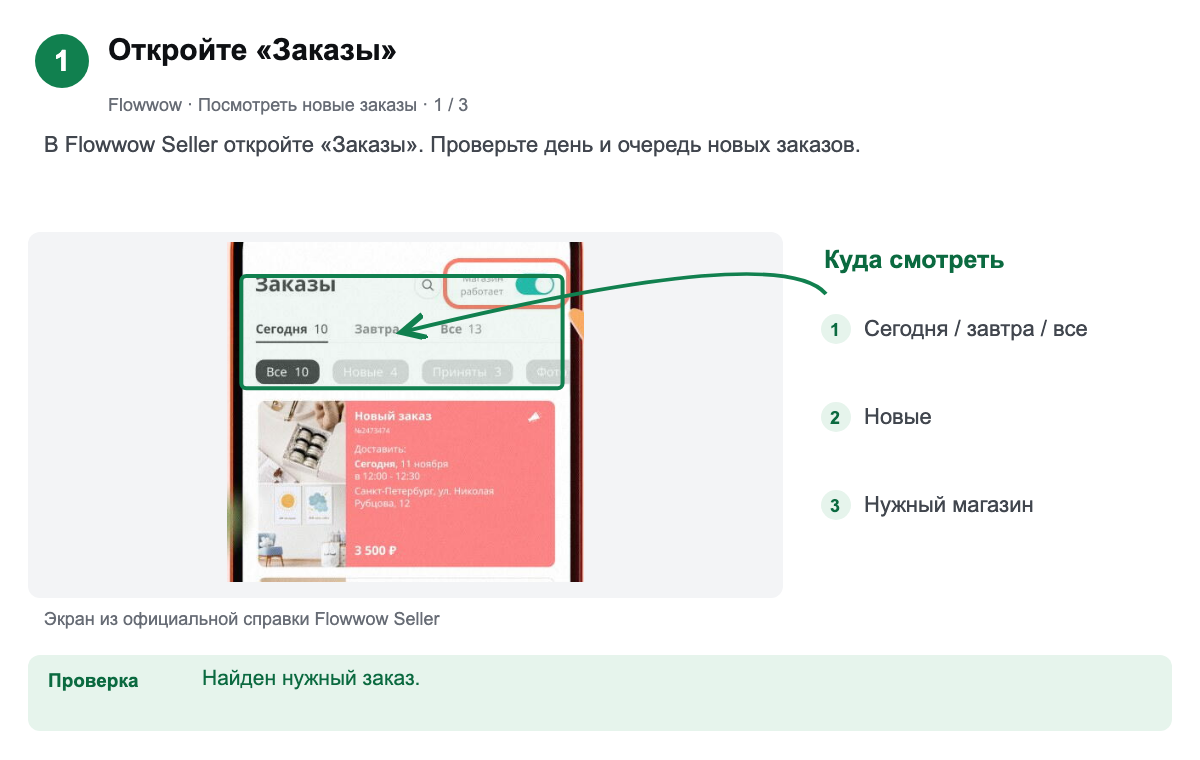 1
Откройте «Заказы»
Flowwow · Посмотреть новые заказы · 1 / 3
В Flowwow Seller откройте «Заказы». Проверьте день и очередь новых заказов.
Заказы
Магазин
работает
Сегодня 10 Завтра Все 13
Все 10 Новые 4 Приняты 3 Фот
Новый заказ
№2473474
Доставить:
Сегодня, 11 ноября
в 12:00 - 12:30
Санкт-Петербург, ул. Николая
Рубцова, 12
3 500 ₽
Куда смотреть
1 Сегодня / завтра / все
2 Новые
3 Нужный магазин
Экран из официальной справки Flowwow Seller
Проверка Найден нужный заказ.